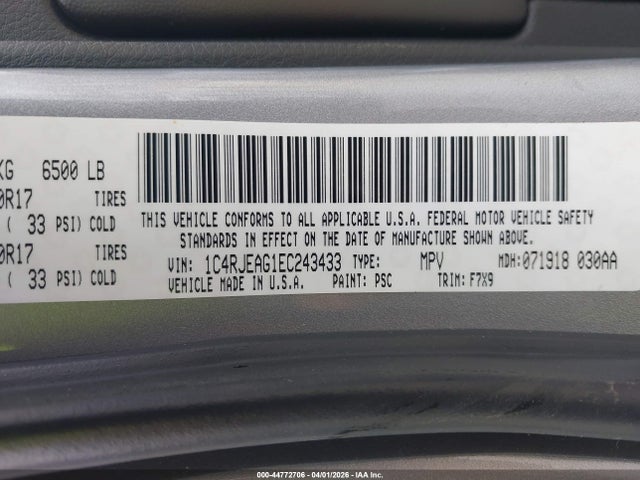 KG 6500 LB
0R17 TIRES
( 33 PSI) COLD
0R17 TIRES
( 33 PSI) COLD
THIS VEHICLE CONFORMS TO ALL APPLICABLE U.S.A. FEDERAL MOTOR VEHICLE SAFETY
STANDARDS IN EFFECT ON THE DATE OF MANUFACTURE SHOWN ABOVE.
VIN: 1C4RJEAG1EC243433 TYPE: MPV MDH: 071918 030AA
VEHICLE MADE IN U.S.A. PAINT: PSC TRIM: F7X9
000-44772706 - 04/01/2026 - IAA Inc.